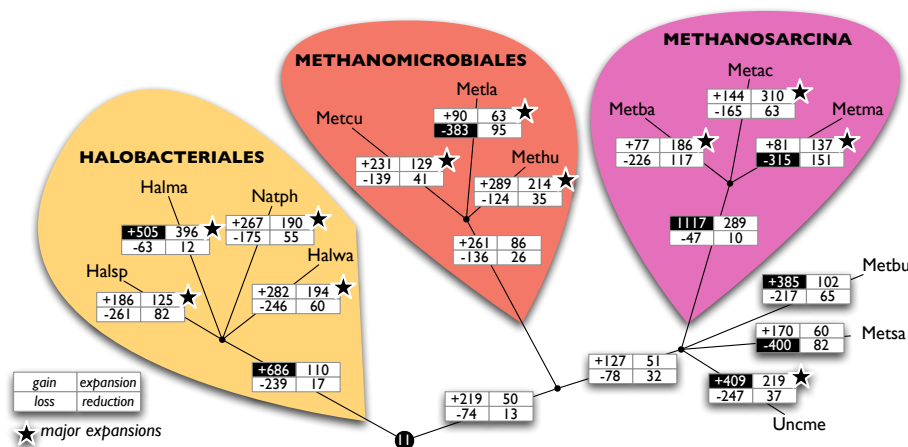 METHANOSARCINA
METHANOMICROBIALES
HALOBACTERIALES
Metac
+144 310
-165 63
Metba
+77 186
-226 117
Metma
+81 137
-315 151
1117 289
-47 10
Metla
+90 63
-383 95
Metcu
+231 129
-139 41
Methu
+289 214
-124 35
+261 86
-136 26
Halma
+505 396
-63 12
Natph
+267 190
-175 55
Halsp
+186 125
-261 82
Halwa
+282 194
-246 60
+686 110
-239 17
Metbu
+385 102
-217 65
Metsa
+170 60
-400 82
+409 219
-247 37
Uncme
+127 51
-78 32
+219 50
-74 13
11
gain expansion
loss reduction
major expansions